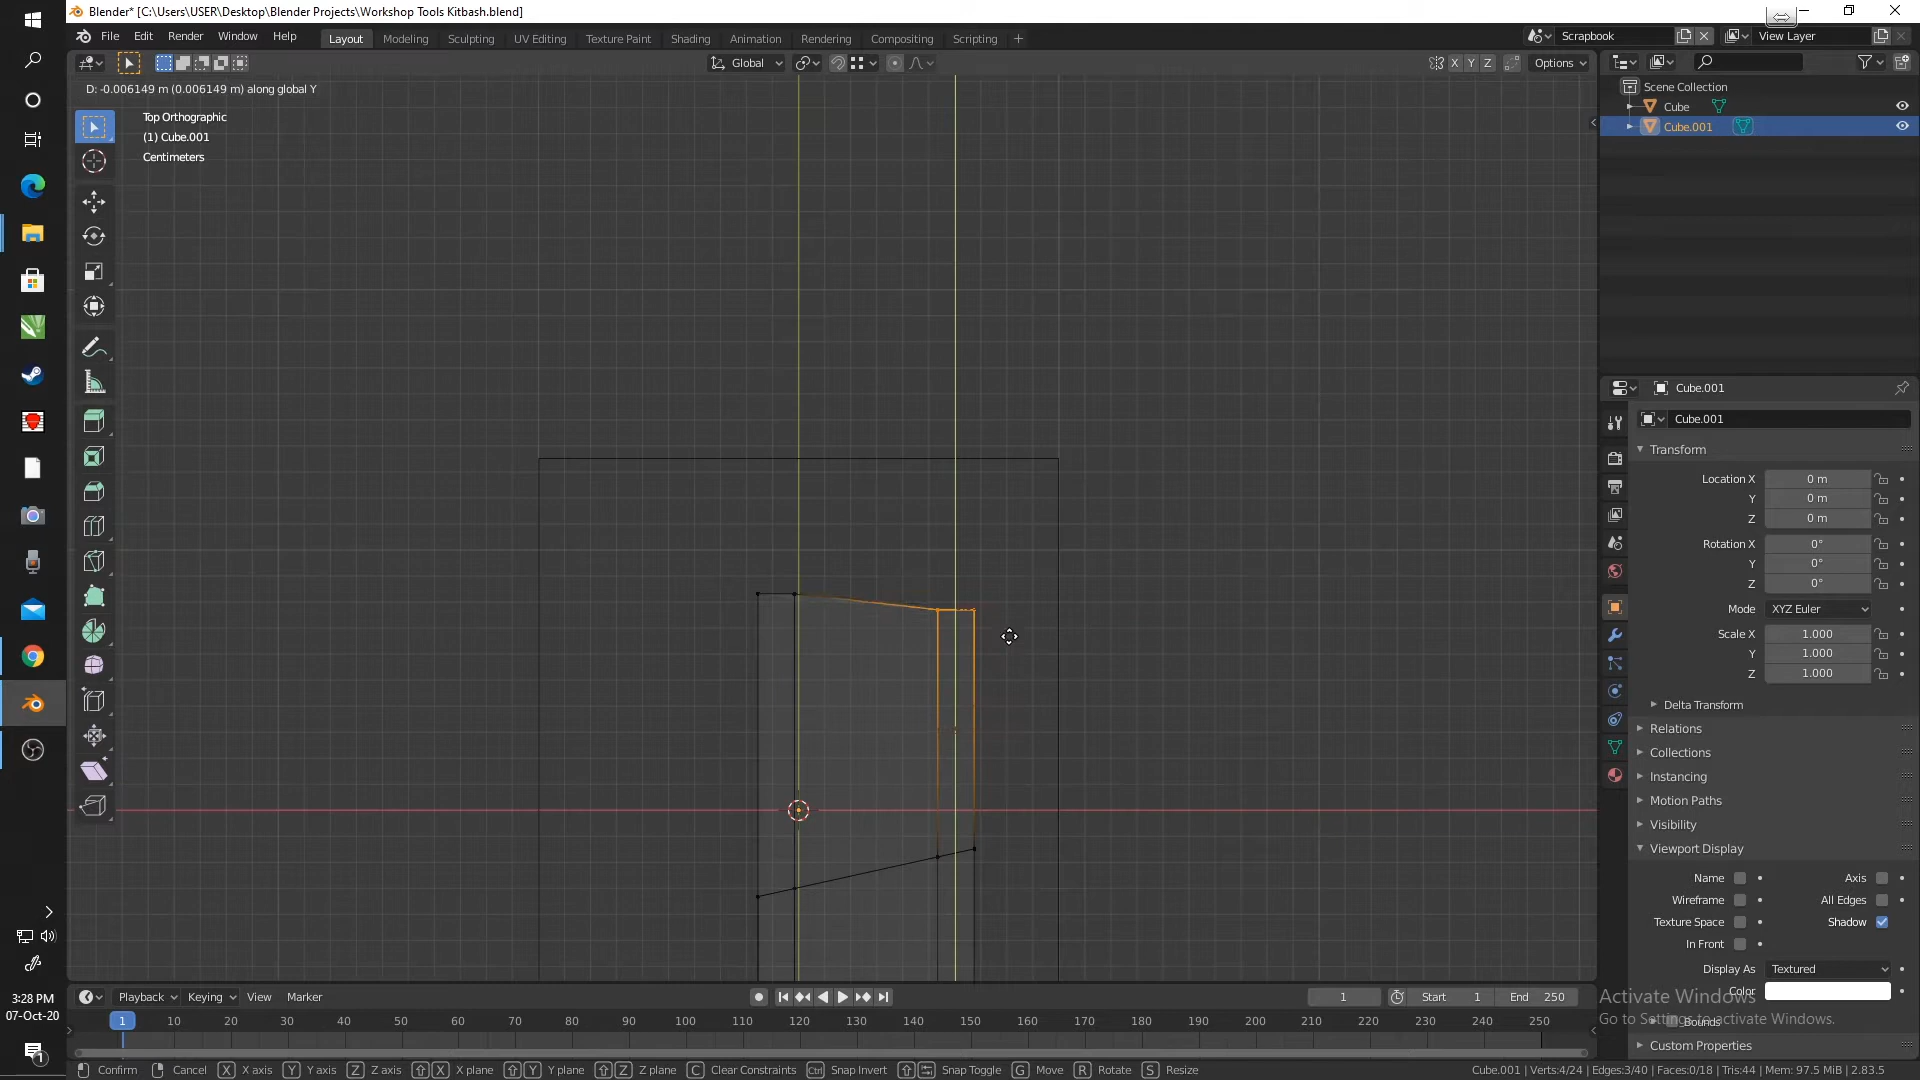 Blender* [C:\Users\USER\Desktop\Blender Projects\Workshop Tools Kitbash.blend]
File Edit Render Window Help Layout Modeling Sculpting UV Editing Texture Paint Shading Animation Rendering Compositing Scripting + Scrapbook View Layer
Global X Y Z Options
D: -0.006149 m (0.006149 m) along global Y
Top Orthographic
(1) Cube.001
Centimeters
Scene Collection
Cube
Cube.001
Cube.001
Cube.001
Transform
Location X 0 m
Y 0 m
Z 0 m
Rotation X 0°
Y 0°
Z 0°
Mode XYZ Euler
Scale X 1.000
Y 1.000
Z 1.000
Delta Transform
Relations
Collections
Instancing
Motion Paths
Visibility
Viewport Display
Name Axis
Wireframe All Edges
Texture Space Shadow
In Front
Display As Textured
Color
Bounds
Custom Properties
Activate Windows
Go to Settings to activate Windows.
Playback Keying View Marker 1 Start 1 End 250
1 10 20 30 40 50 60 70 80 90 100 110 120 130 140 150 160 170 180 190 200 210 220 230 240 250
Confirm Cancel X X axis Y Y axis Z Z axis X X plane Y Y plane Z Z plane C Clear Constraints Ctrl Snap Invert Snap Toggle G Move R Rotate S Resize
Cube.001 | Verts:4/24 | Edges:3/40 | Faces:0/18 | Tris:44 | Mem: 97.5 MiB | 2.83.5
3:28 PM
07-Oct-20
1